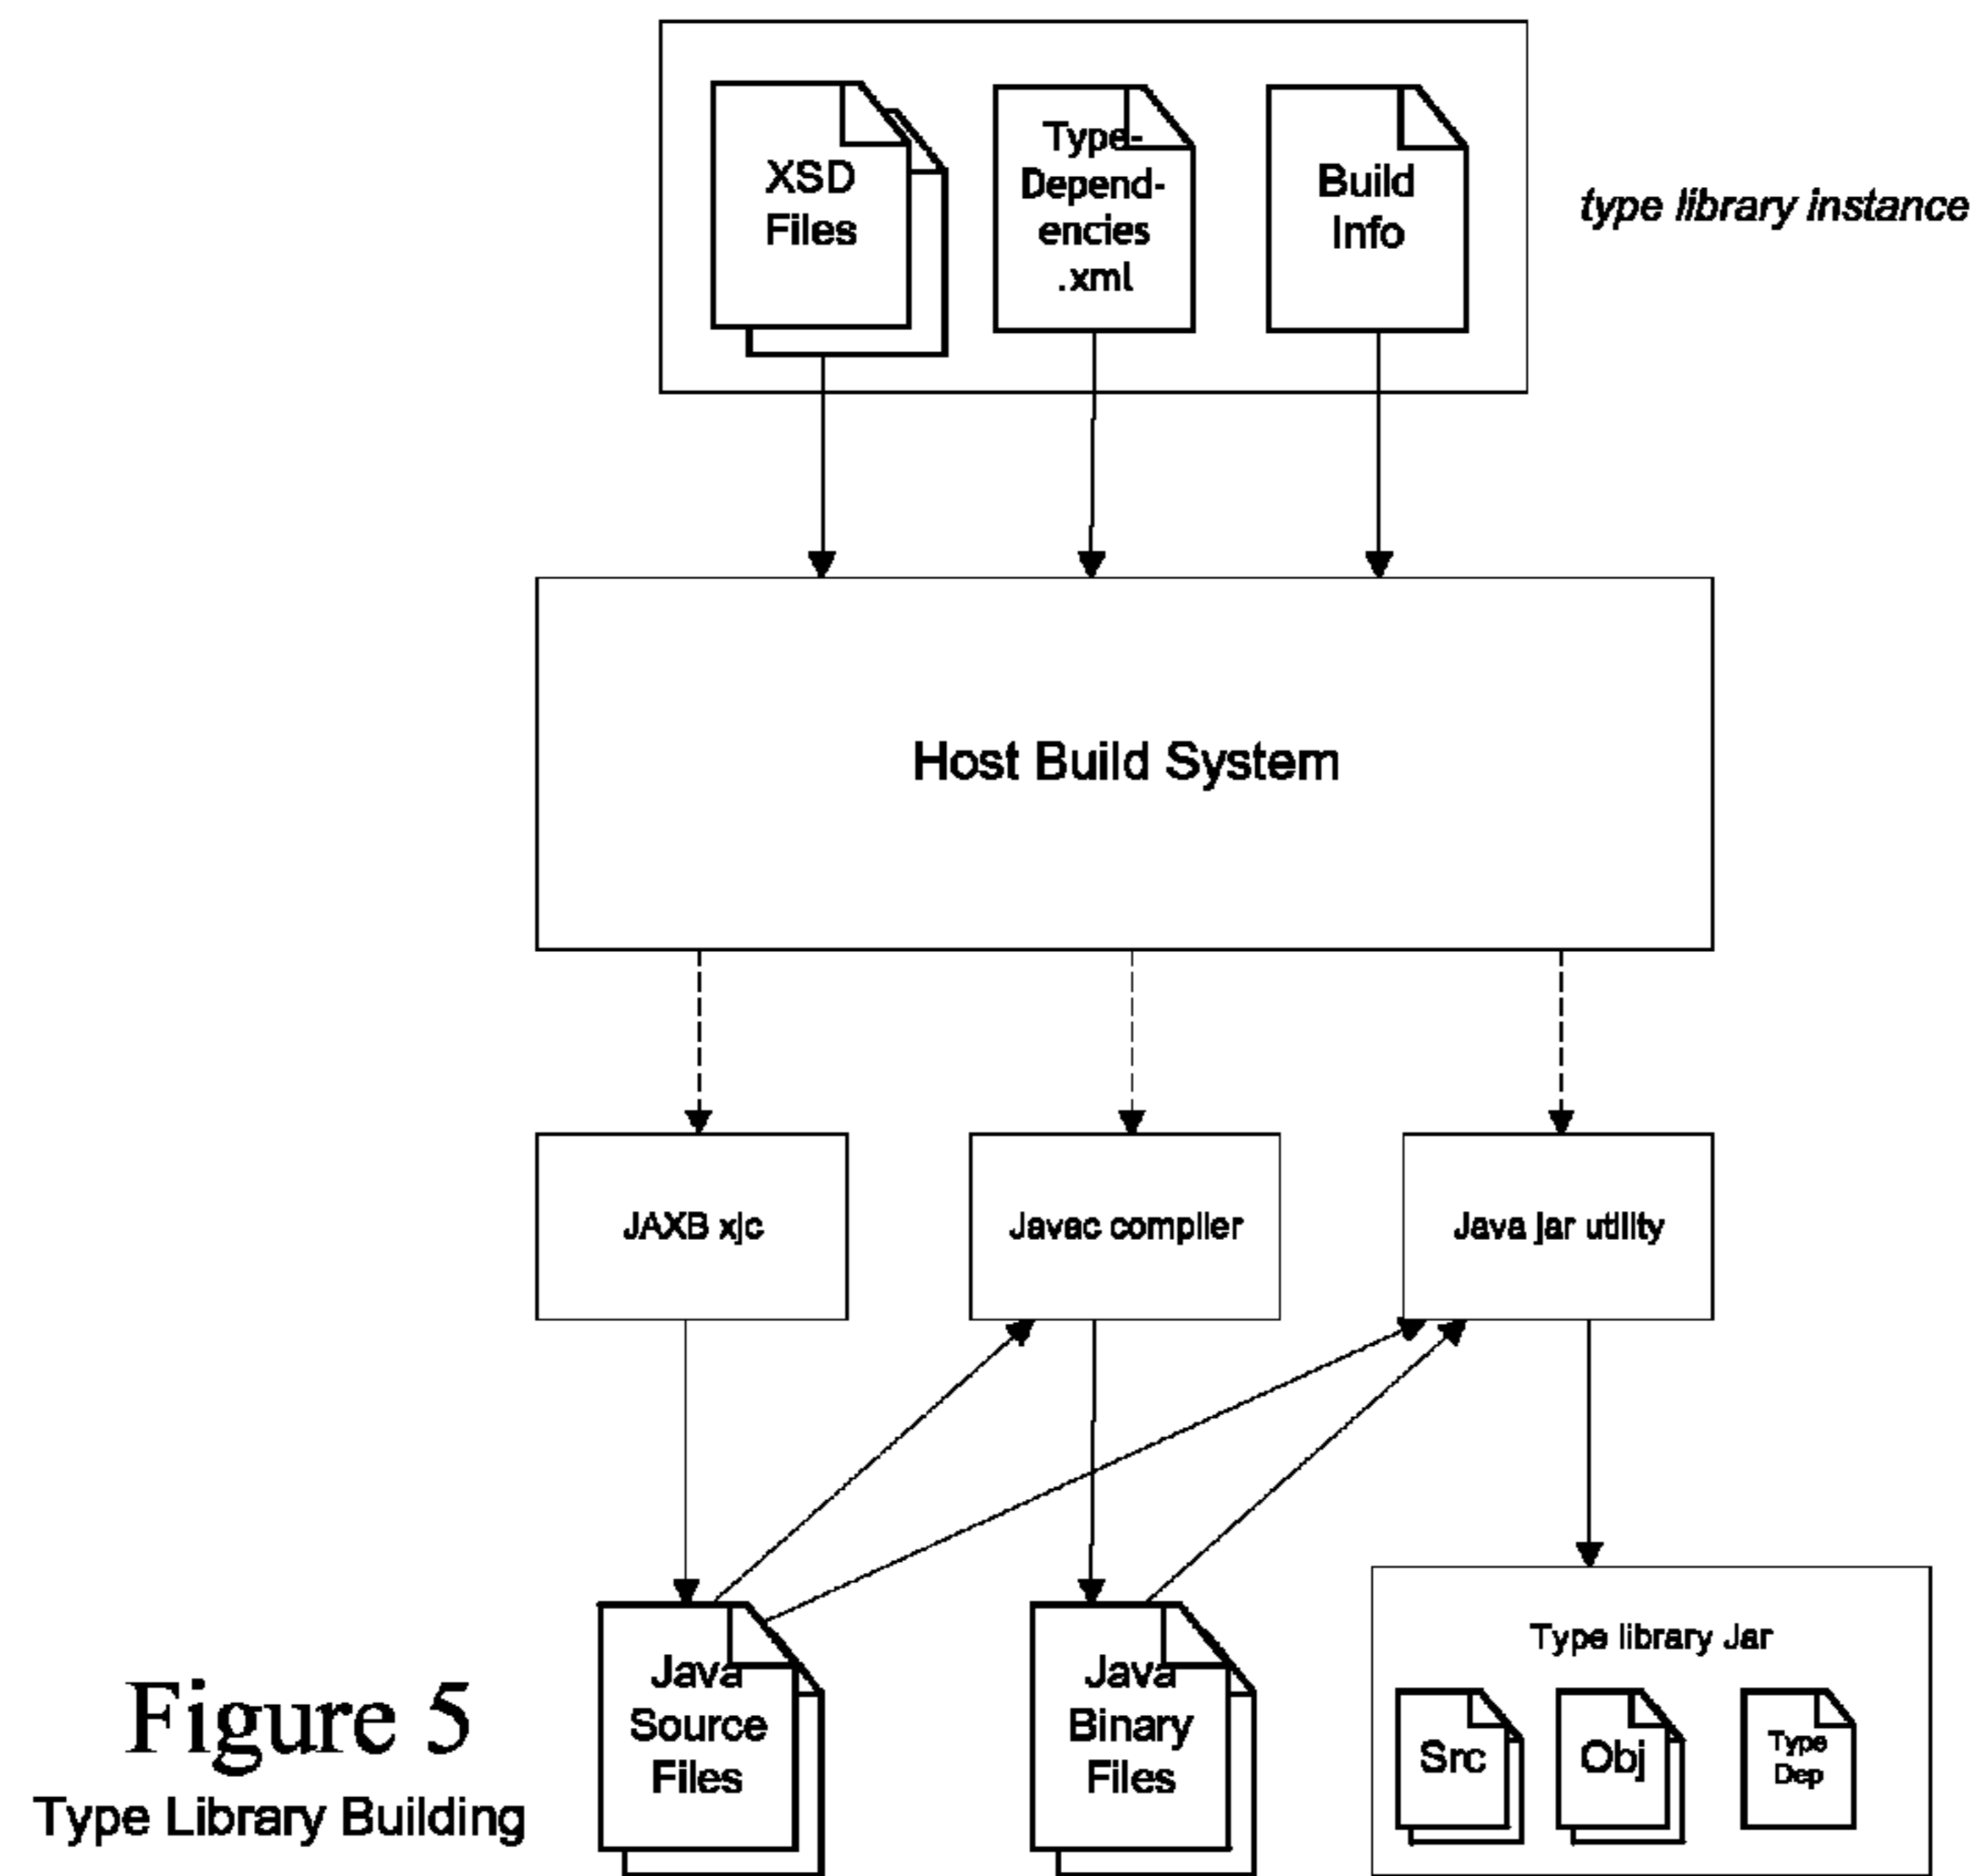 XSD
Files
Type-
Depend-
encies
.xml
Build
Info
type library instance
Host Build System
JAXB xjc
Javac compiler
Java jar utility
Java
Source
Files
Java
Binary
Files
Type library Jar
Src
Obj
Type
Dep
Figure 5
Type Library Building